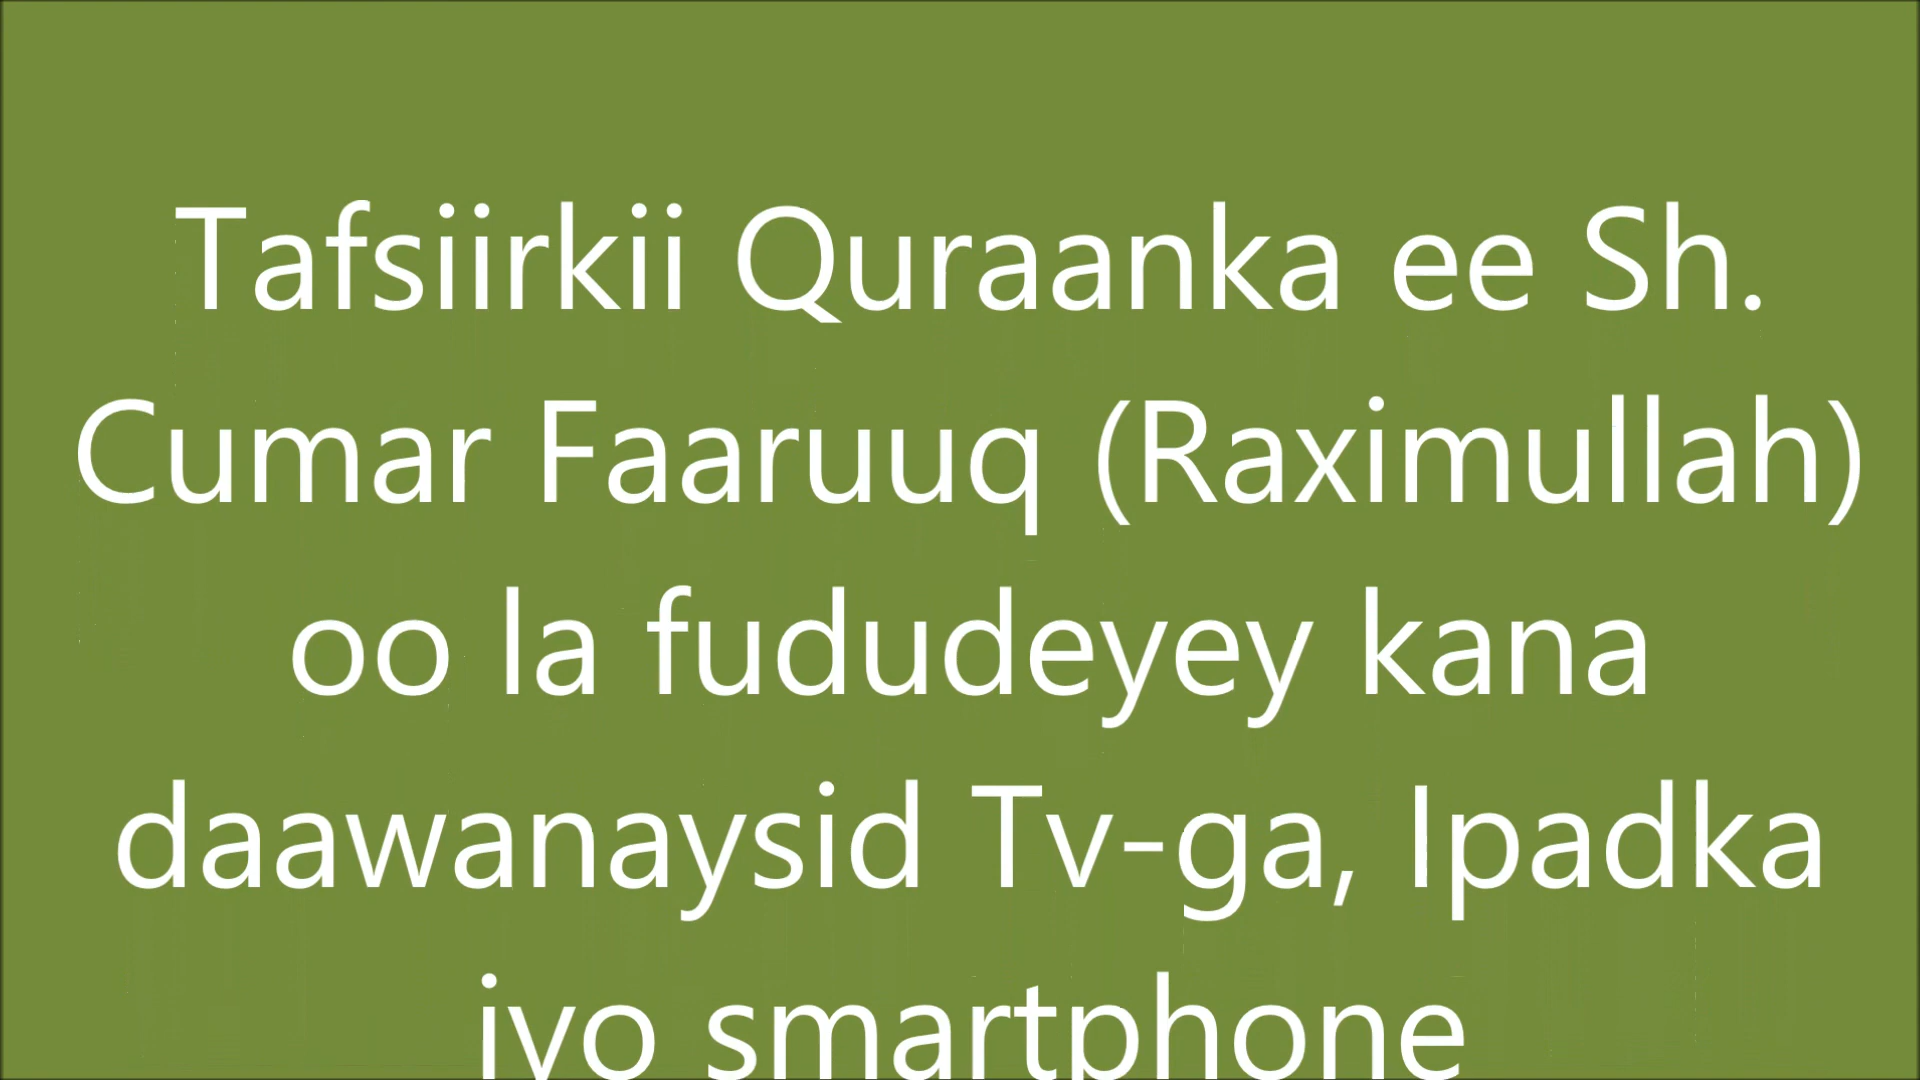 Tafsiirkii Quraanka ee Sh.
Cumar Faaruuq (Raximullah)
oo la fududeyey kana
daawanaysid Tv-ga, Ipadka
iyo smartphone